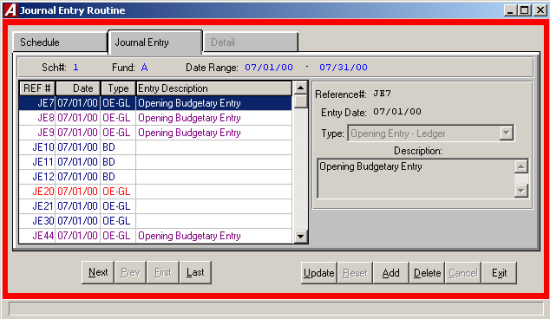 A Journal Entry Routine
Schedule Journal Entry Detail
Sch#: 1 Fund: A Date Range: 07/01/00 - 07/31/00
REF # Date Type Entry Description
JE7 07/01/00 OE-GL Opening Budgetary Entry
JE8 07/01/00 OE-GL Opening Budgetary Entry
JE9 07/01/00 OE-GL Opening Budgetary Entry
JE10 07/01/00 BD
JE11 07/01/00 BD
JE12 07/01/00 BD
JE20 07/01/00 OE-GL
JE21 07/01/00 OE-GL
JE30 07/01/00 OE-GL
JE44 07/01/00 OE-GL Opening Budgetary Entry
Reference#: JE7
Entry Date: 07/01/00
Type: Opening Entry - Ledger
Description:
Opening Budgetary Entry
Next Prev First Last Update Reset Add Delete Cancel Exit